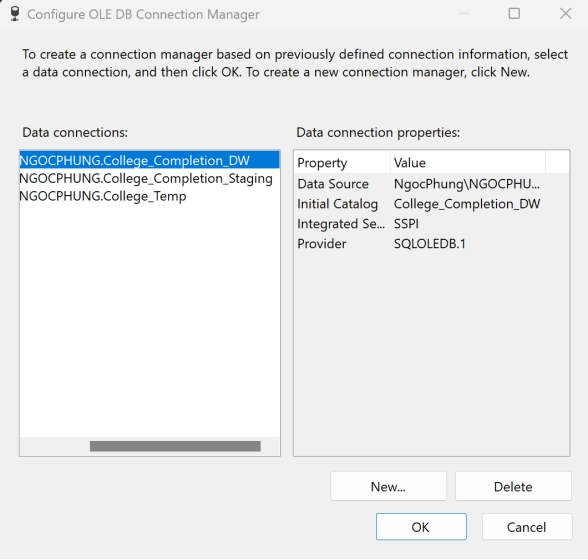 Configure OLE DB Connection Manager
To create a connection manager based on previously defined connection information, select
a data connection, and then click OK. To create a new connection manager, click New.
Data connections:
NGOCPHUNG.College_Completion_DW
NGOCPHUNG.College_Completion_Staging
NGOCPHUNG.College_Temp
Data connection properties:
Property Value
Data Source NgocPhung\NGOCPHU...
Initial Catalog College_Completion_DW
Integrated Se... SSPI
Provider SQLOLEDB.1
New... Delete
OK Cancel